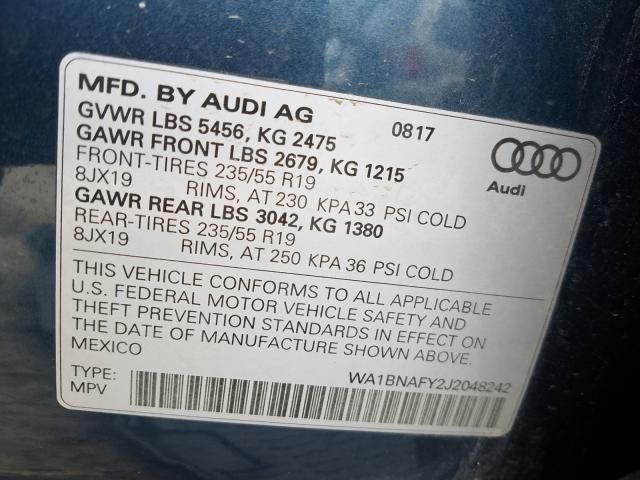 MFD. BY AUDI AG 0817
GVWR LBS 5456, KG 2475
GAWR FRONT LBS 2679, KG 1215
FRONT-TIRES 235/55 R19
8JX19 RIMS, AT 230 KPA 33 PSI COLD
GAWR REAR LBS 3042, KG 1380
REAR-TIRES 235/55 R19
8JX19 RIMS, AT 250 KPA 36 PSI COLD
Audi
THIS VEHICLE CONFORMS TO ALL APPLICABLE
U.S. FEDERAL MOTOR VEHICLE SAFETY AND
THEFT PREVENTION STANDARDS IN EFFECT ON
THE DATE OF MANUFACTURE SHOWN ABOVE.
MEXICO
TYPE: WA1BNAFY2J2048242
MPV